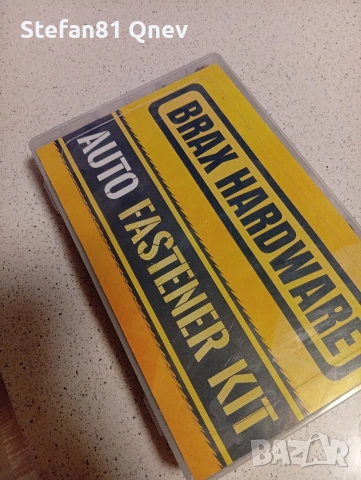 Stefan81 Qnev
BRAX HARDWARE
AUTO FASTENER KIT
BAZAR